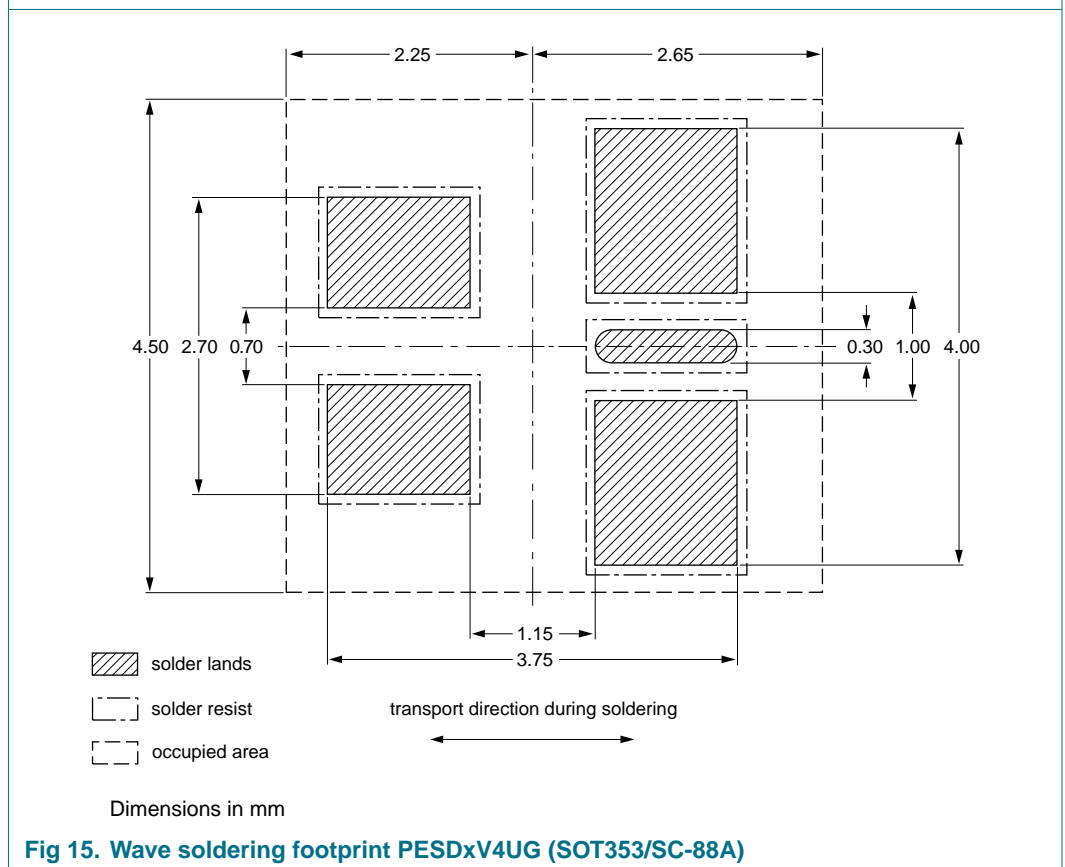 2.25
2.65
4.50
2.70
0.70
0.30
1.00
4.00
1.15
3.75
solder lands
solder resist
transport direction during soldering
occupied area
Dimensions in mm
Fig 15. Wave soldering footprint PESDxV4UG (SOT353/SC-88A)